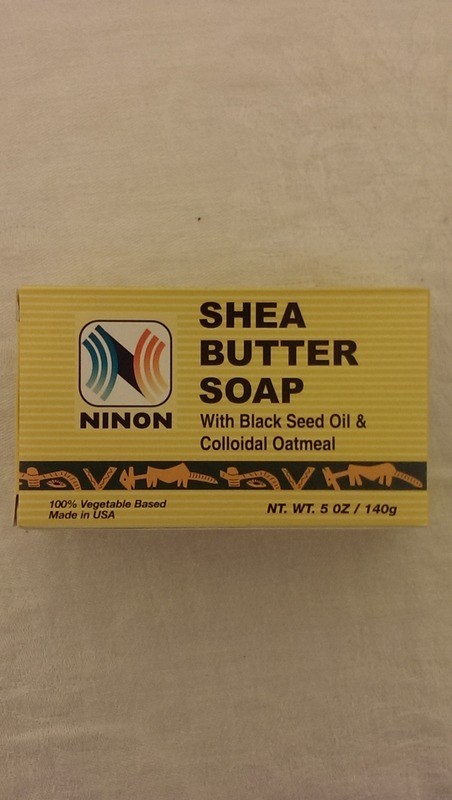 SHEA
BUTTER
SOAP
NINON
With Black Seed Oil &
Colloidal Oatmeal
100% Vegetable Based
Made in USA
NT. WT. 5 OZ / 140g